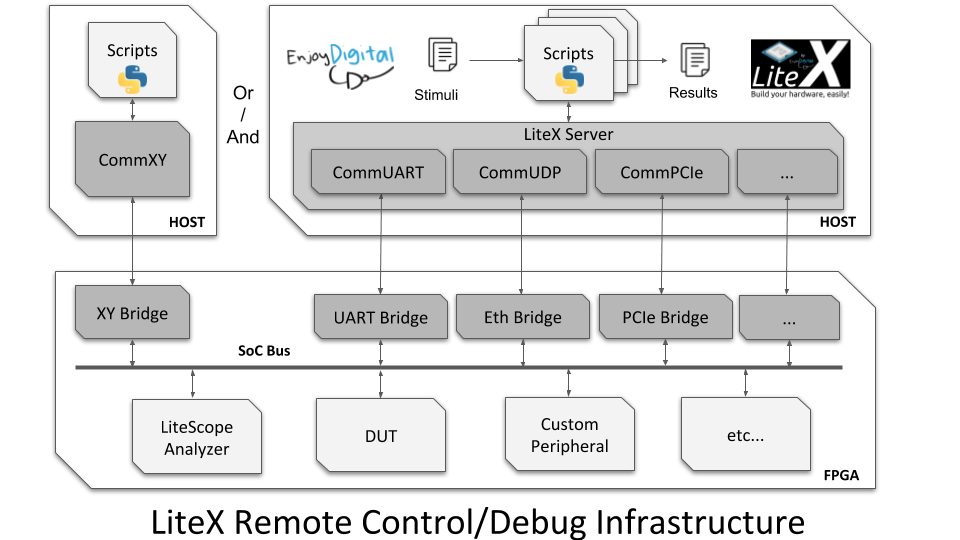 Scripts
CommXY
HOST
Or
/
And
EnjoyDigital
Stimuli
Scripts
Results
LiteX
Build your hardware, easily!
LiteX Server
CommUART
CommUDP
CommPCIe
...
HOST
XY Bridge
UART Bridge
Eth Bridge
PCIe Bridge
...
SoC Bus
LiteScope
Analyzer
DUT
Custom
Peripheral
etc...
FPGA
LiteX Remote Control/Debug Infrastructure